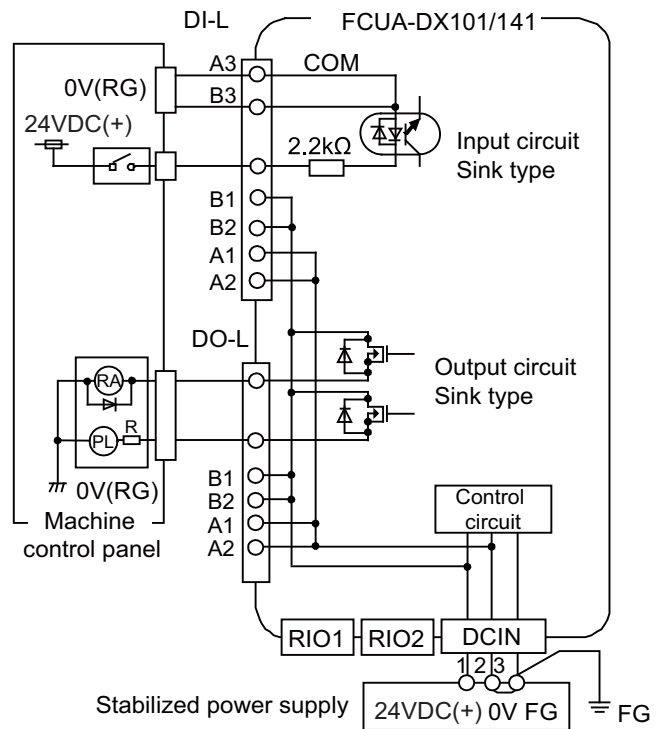 DI-L
FCUA-DX101/141
A3
COM
0V(RG)
B3
24VDC(+)
2.2kΩ
Input circuit
Sink type
B1
B2
A1
A2
DO-L
Output circuit
Sink type
RA
PL
R
0V(RG)
B1
B2
A1
A2
Control
circuit
Machine
control panel
RIO1
RIO2
DCIN
1
2
3
Stabilized power supply
24VDC(+) 0V FG
FG